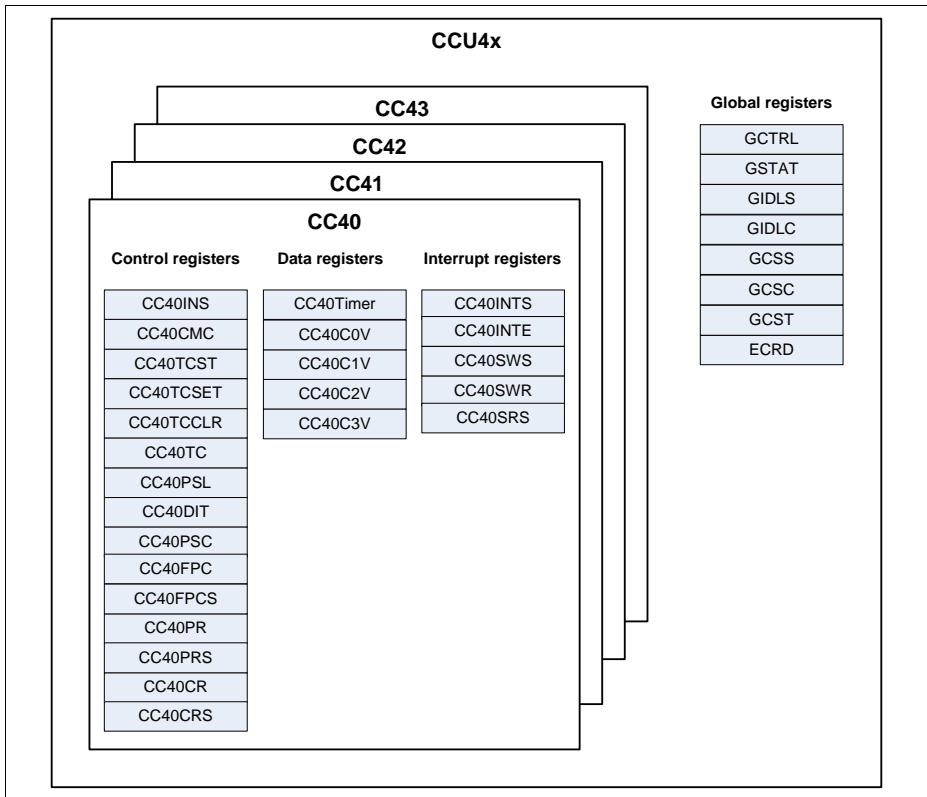 CCU4x
CC43
CC42
CC41
CC40
Control registers
CC40INS
CC40CMC
CC40TCST
CC40TCSET
CC40TCCLR
CC40TC
CC40PSL
CC40DIT
CC40PSC
CC40FPC
CC40FPCS
CC40PR
CC40PRS
CC40CR
CC40CRS
Data registers
CC40Timer
CC40C0V
CC40C1V
CC40C2V
CC40C3V
Interrupt registers
CC40INTS
CC40INTE
CC40SWS
CC40SWR
CC40SRS
Global registers
GCTRL
GSTAT
GIDLS
GIDLC
GCSS
GCSC
GCST
ECRD